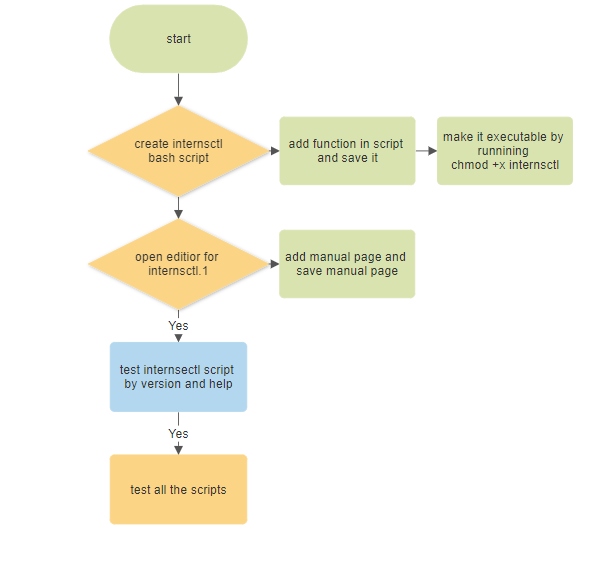 start
create internsctl
bash script
add function in script
and save it
make it executable by
runnining
chmod +x internsctl
open editior for
internsctl.1
add manual page and
save manual page
Yes
test internsectl script
by version and help
Yes
test all the scripts